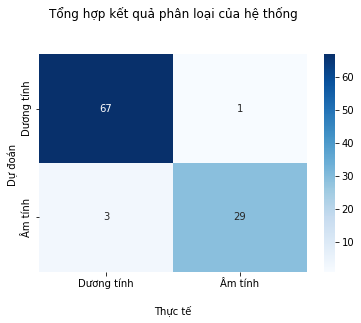 Tổng hợp kết quả phân loại của hệ thống
Dương tính
67
1
Dự đoán
Âm tính
3
29
Dương tính
Âm tính
Thực tế
60
50
40
30
20
10